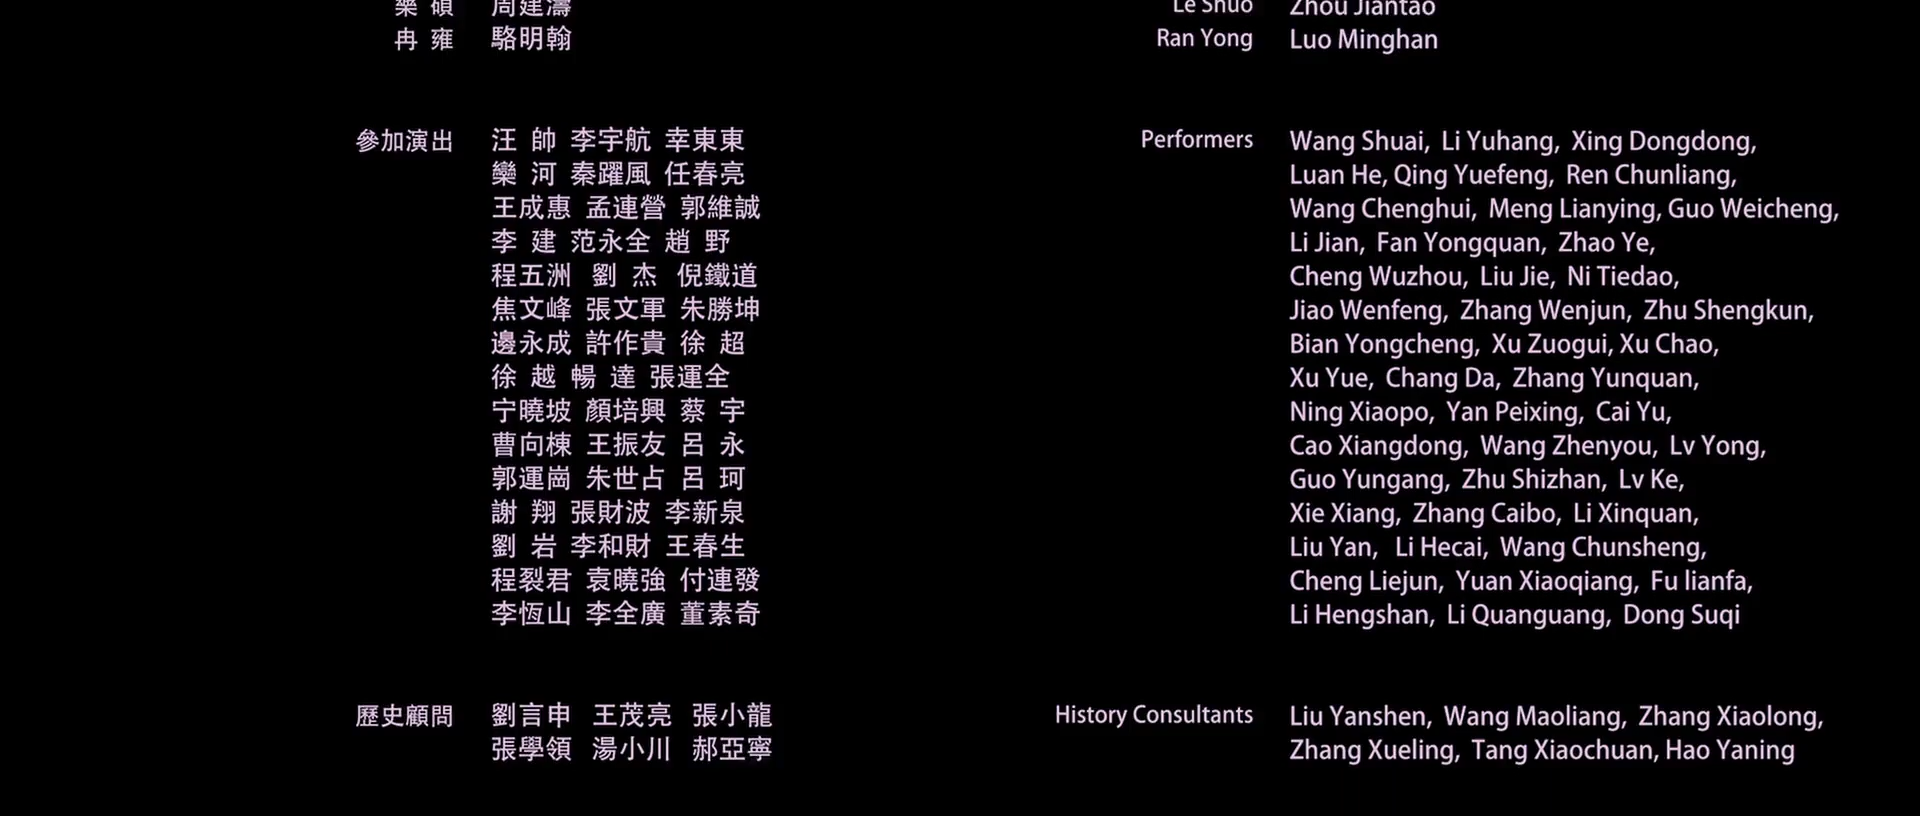 樂 碩 周建濤 Le Shuo Zhou Jiantao
冉 雍 駱明翰 Ran Yong Luo Minghan
參加演出 汪 帥 李宇航 幸東東 Performers Wang Shuai, Li Yuhang, Xing Dongdong,
欒 河 秦躍風 任春亮 Luan He, Qing Yuefeng, Ren Chunliang,
王成惠 孟連營 郭維誠 Wang Chenghui, Meng Lianying, Guo Weicheng,
李 建 范永全 趙 野 Li Jian, Fan Yongquan, Zhao Ye,
程五洲 劉 杰 倪鐵道 Cheng Wuzhou, Liu Jie, Ni Tiedao,
焦文峰 張文軍 朱勝坤 Jiao Wenfeng, Zhang Wenjun, Zhu Shengkun,
邊永成 許作貴 徐 超 Bian Yongcheng, Xu Zuogui, Xu Chao,
徐 越 暢 達 張運全 Xu Yue, Chang Da, Zhang Yunquan,
宁曉坡 顏培興 蔡 宇 Ning Xiaopo, Yan Peixing, Cai Yu,
曹向棟 王振友 呂 永 Cao Xiangdong, Wang Zhenyou, Lv Yong,
郭運崗 朱世占 呂 珂 Guo Yungang, Zhu Shizhan, Lv Ke,
謝 翔 張財波 李新泉 Xie Xiang, Zhang Caibo, Li Xinquan,
劉 岩 李和財 王春生 Liu Yan, Li Hecai, Wang Chunsheng,
程裂君 袁曉強 付連發 Cheng Liejun, Yuan Xiaoqiang, Fu lianfa,
李恆山 李全廣 董素奇 Li Hengshan, Li Quanguang, Dong Suqi
歷史顧問 劉言申 王茂亮 張小龍 History Consultants Liu Yanshen, Wang Maoliang, Zhang Xiaolong,
張學領 湯小川 郝亞寧 Zhang Xueling, Tang Xiaochuan, Hao Yaning